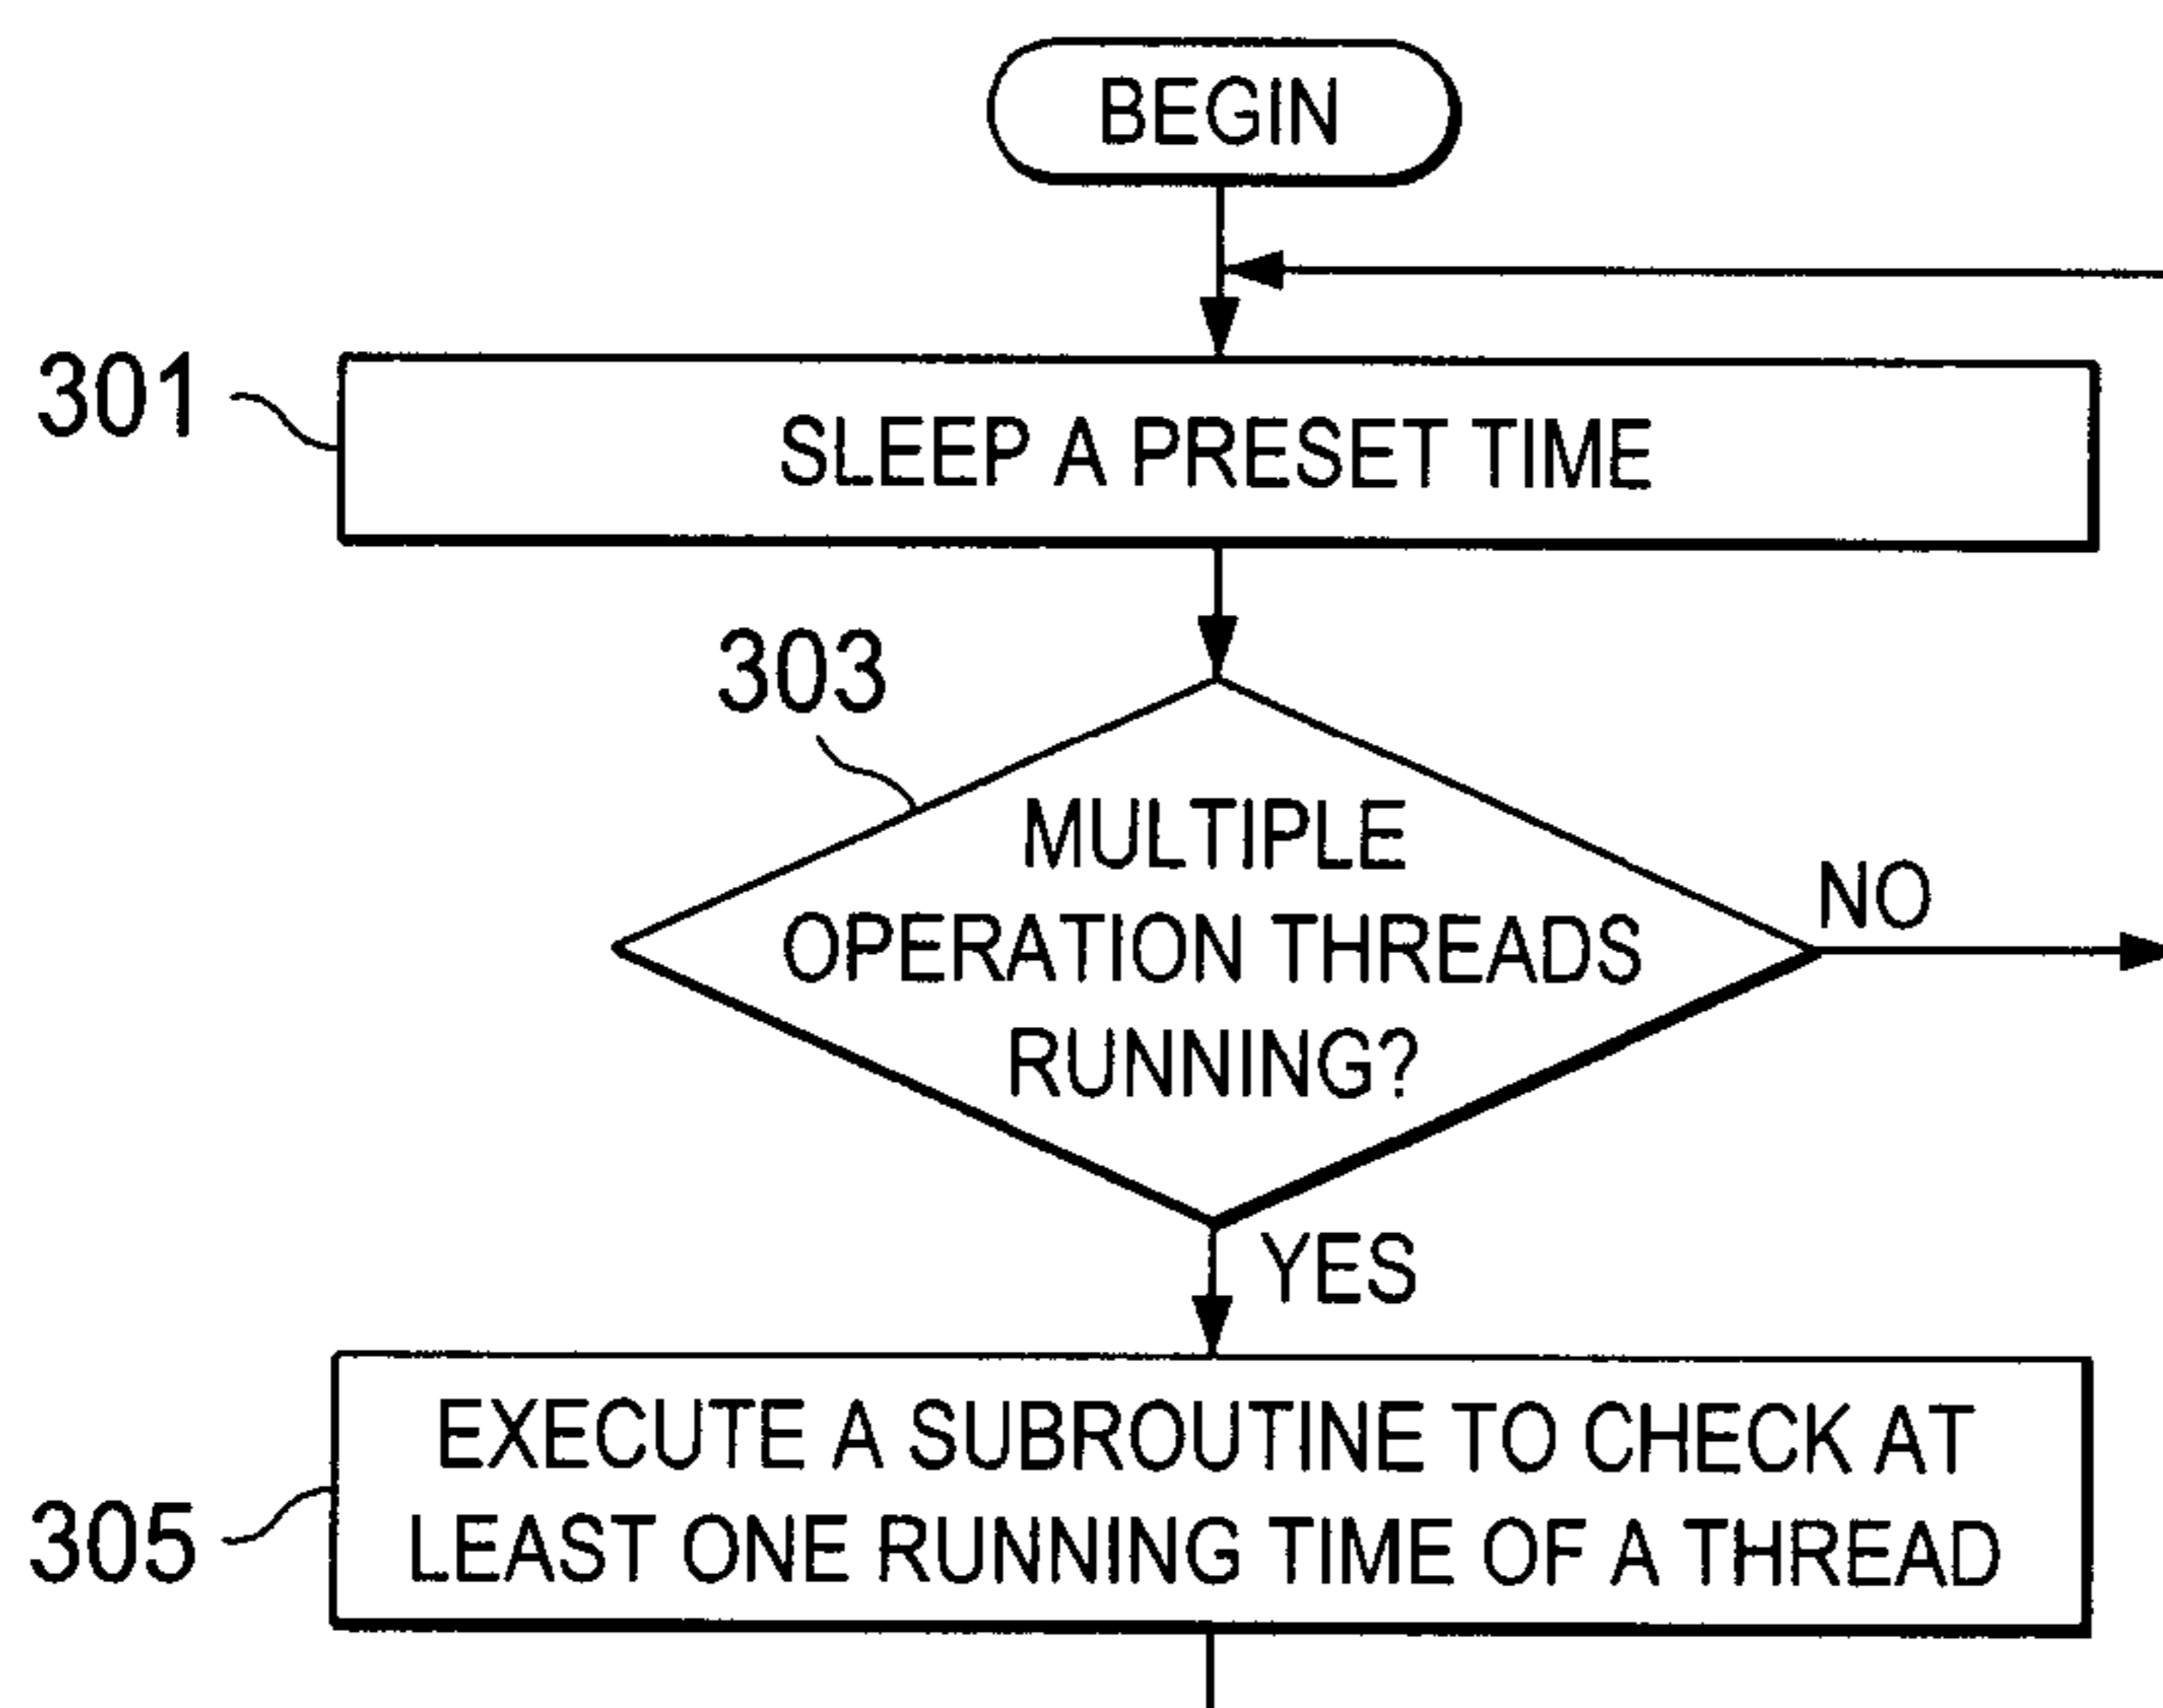 BEGIN
301
SLEEP A PRESET TIME
303
MULTIPLE
OPERATION THREADS
RUNNING?
NO
YES
305
EXECUTE A SUBROUTINE TO CHECK AT
LEAST ONE RUNNING TIME OF A THREAD